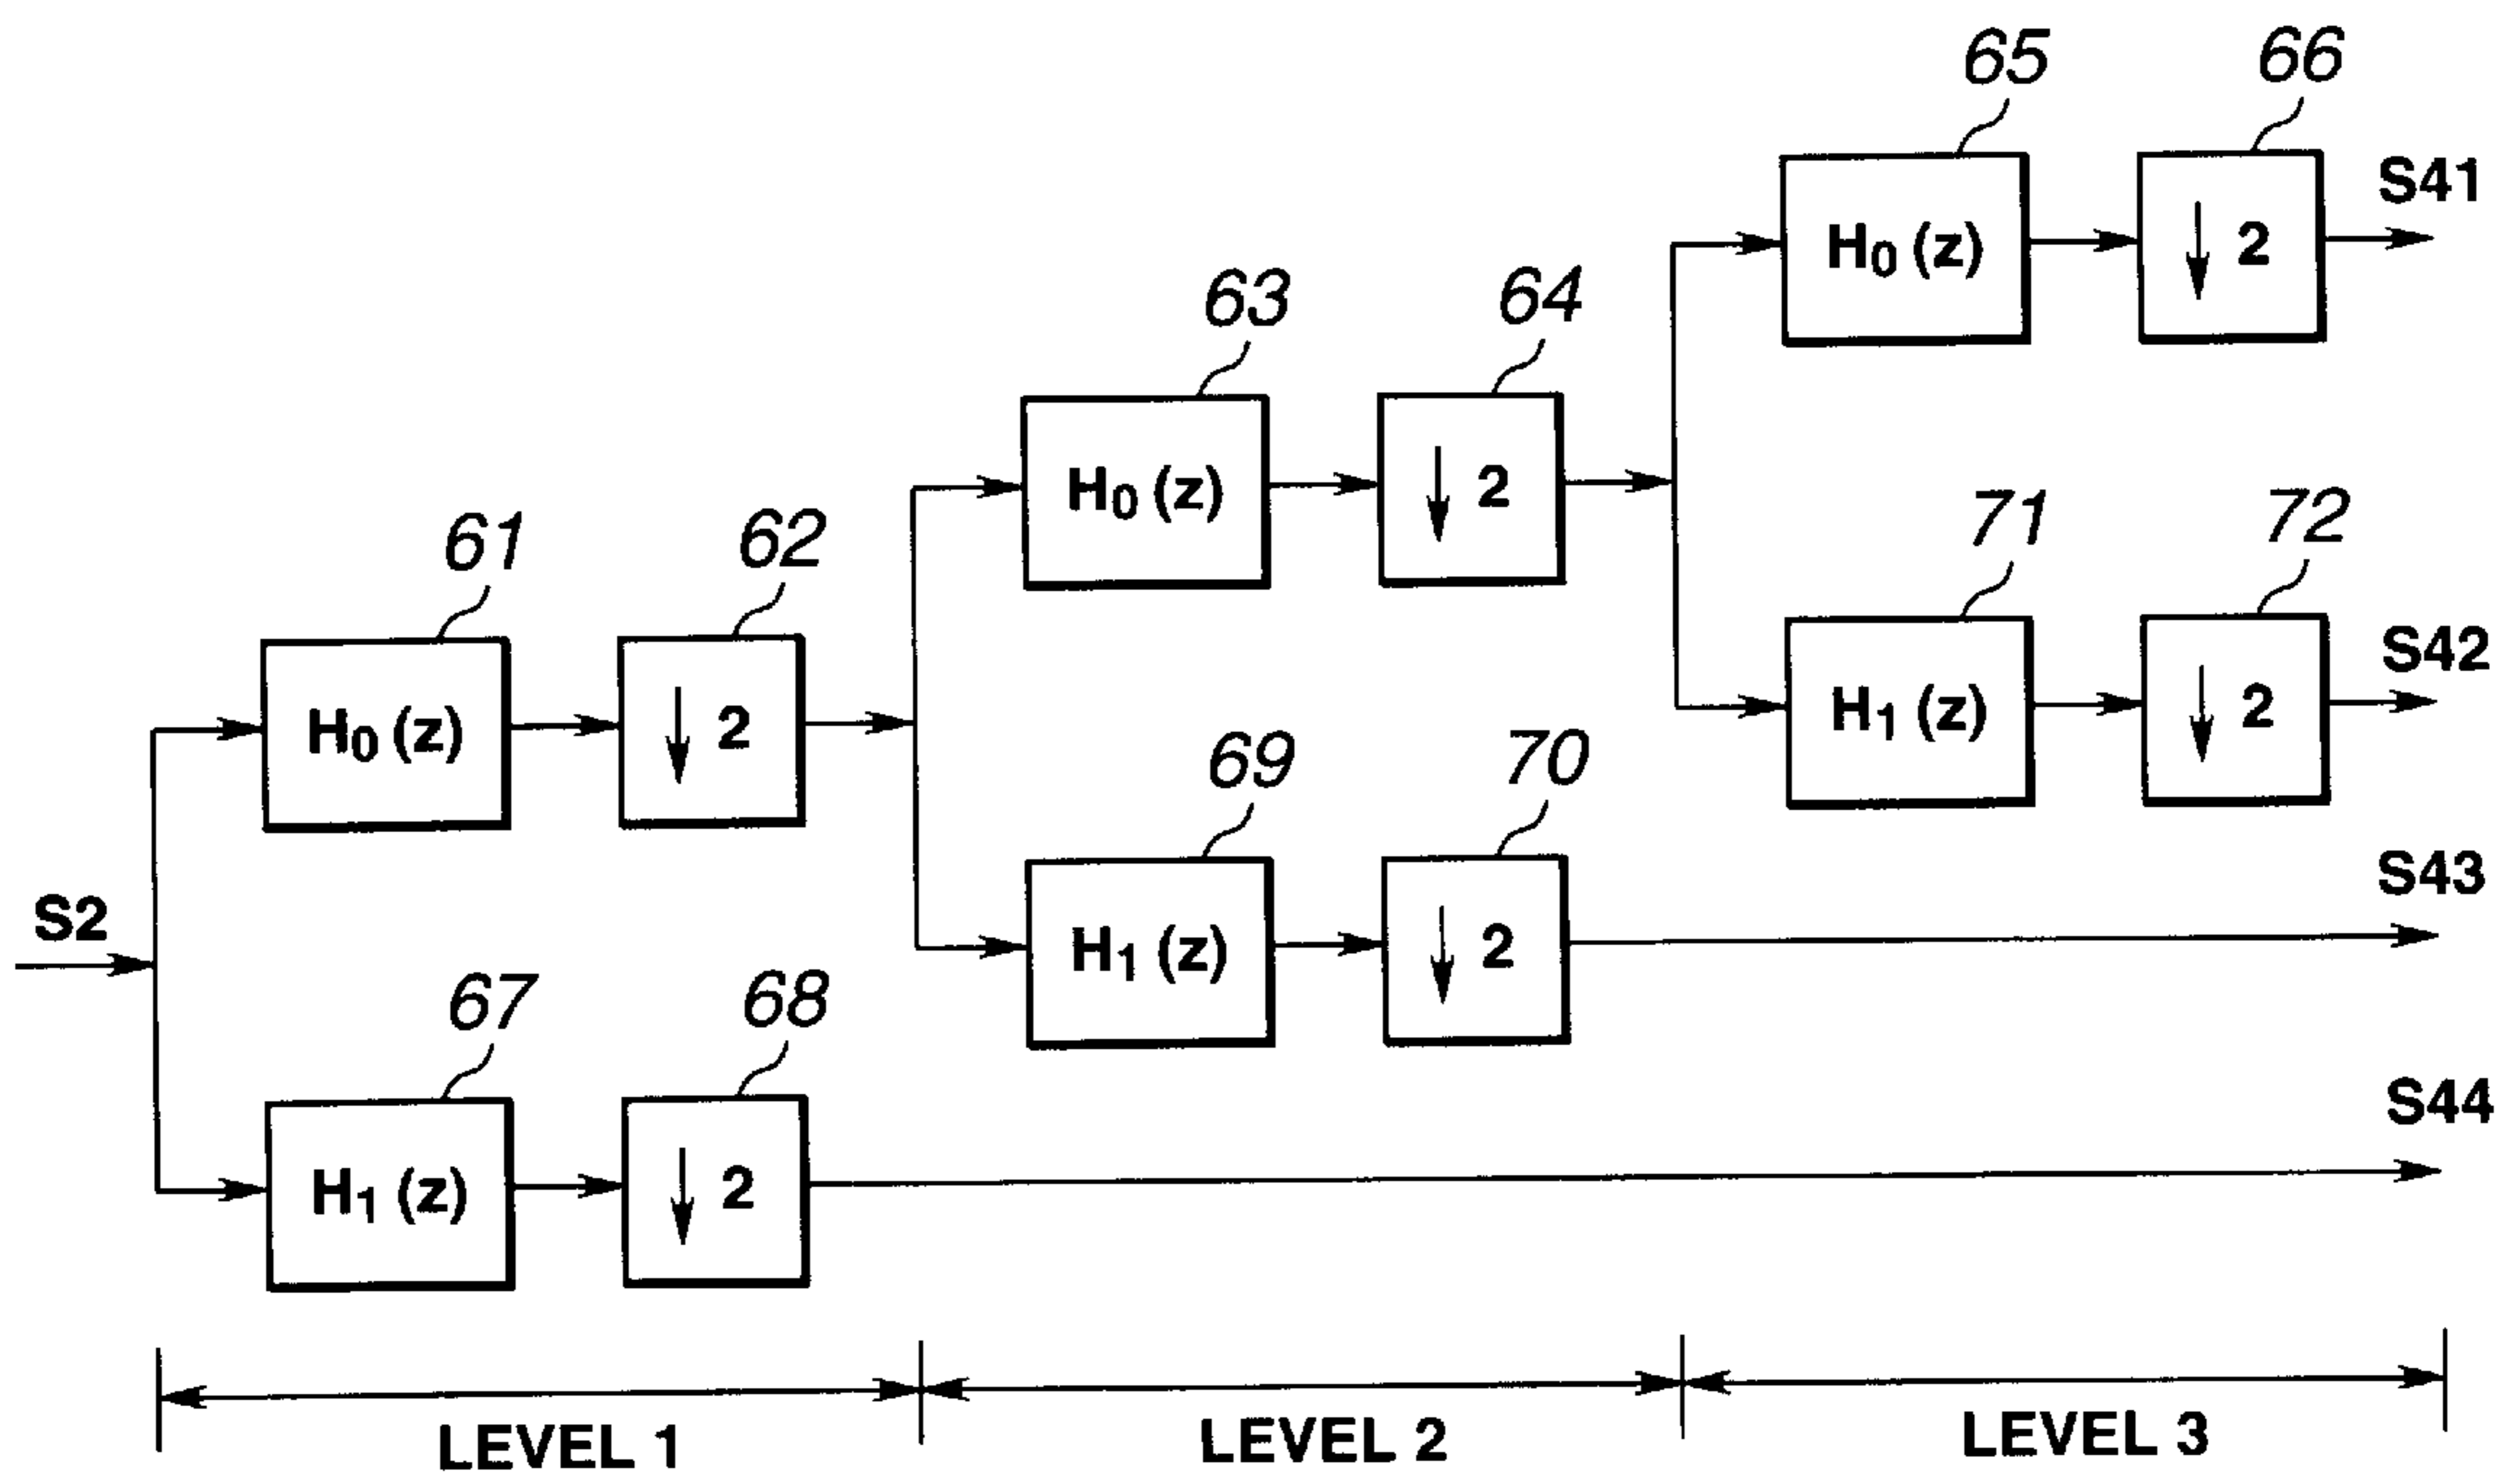 65 66
S41
H₀(z) 2
63 64
H₀(z) 2
71 72
S42
H₁(z) 2
61 62
H₀(z) 2
69 70
S43
H₁(z) 2
S2
67 68
S44
H₁(z) 2
LEVEL 1 LEVEL 2 LEVEL 3